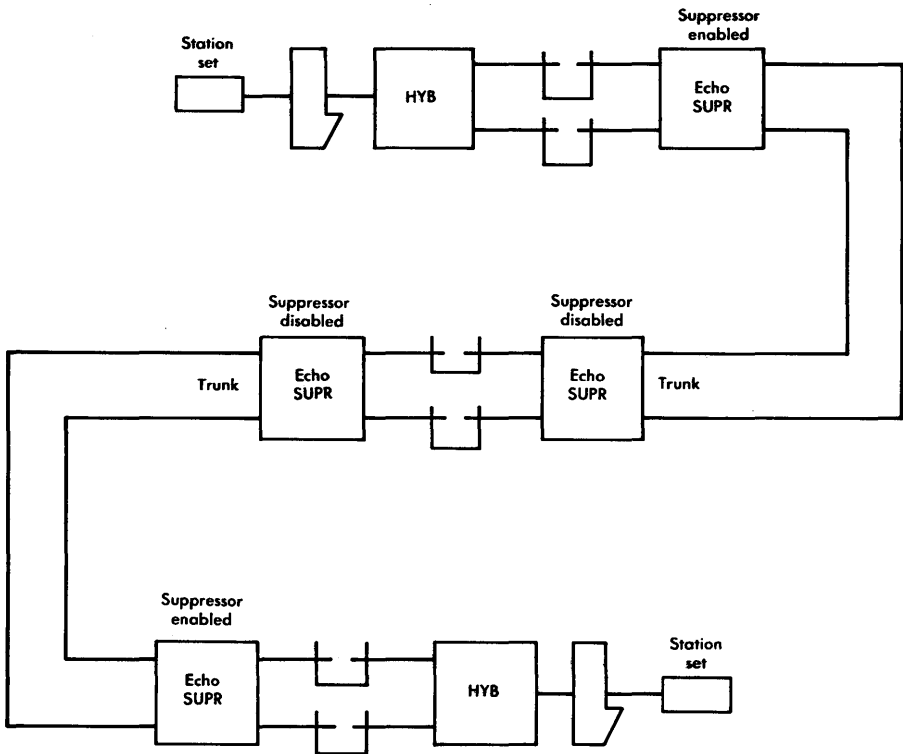 Suppressor
enabled
Station
set
HYB
Echo
SUPR
Suppressor
disabled
Suppressor
disabled
Trunk
Echo
SUPR
Echo
SUPR
Trunk
Suppressor
enabled
Echo
SUPR
HYB
Station
set